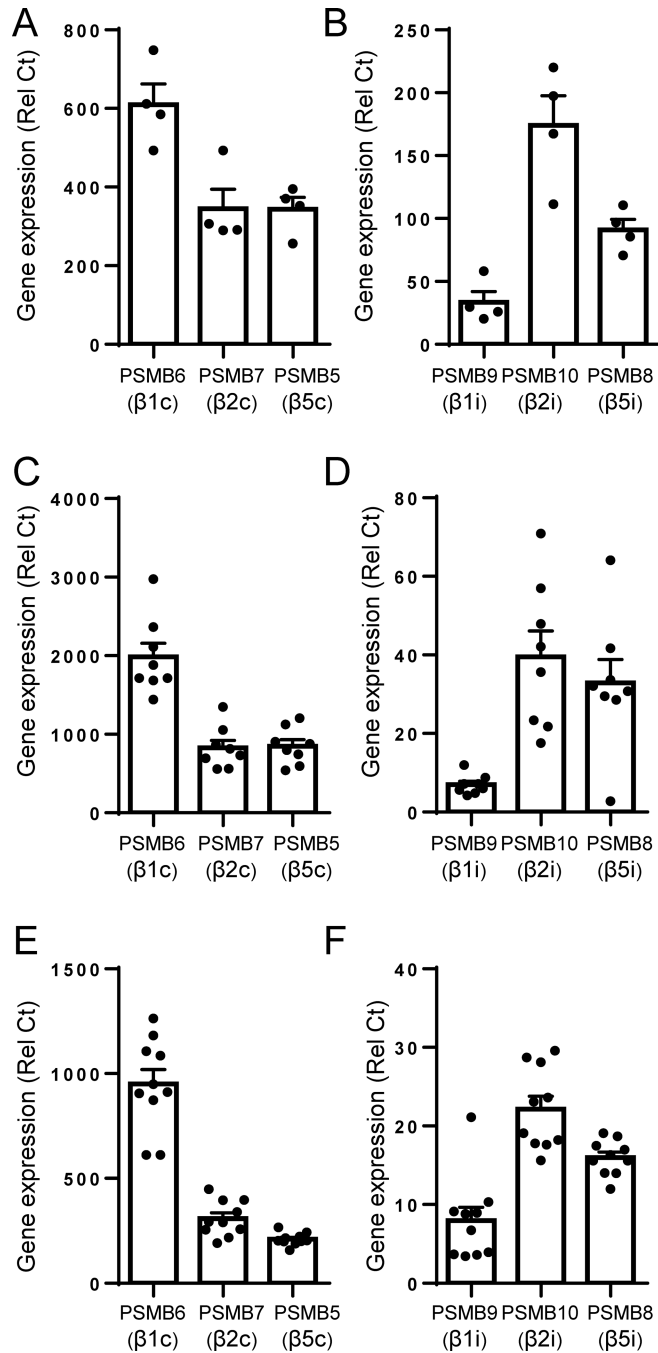 A
Gene expression (Rel Ct)
800
600
400
200
0
PSMB6 PSMB7 PSMB5
(β1c) (β2c) (β5c)
B
Gene expression (Rel Ct)
250
200
150
100
50
0
PSMB9 PSMB10 PSMB8
(β1i) (β2i) (β5i)
C
Gene expression (Rel Ct)
4000
3000
2000
1000
0
PSMB6 PSMB7 PSMB5
(β1c) (β2c) (β5c)
D
Gene expression (Rel Ct)
80
60
40
20
0
PSMB9 PSMB10 PSMB8
(β1i) (β2i) (β5i)
E
Gene expression (Rel Ct)
1500
1000
500
0
PSMB6 PSMB7 PSMB5
(β1c) (β2c) (β5c)
F
Gene expression (Rel Ct)
40
30
20
10
0
PSMB9 PSMB10 PSMB8
(β1i) (β2i) (β5i)